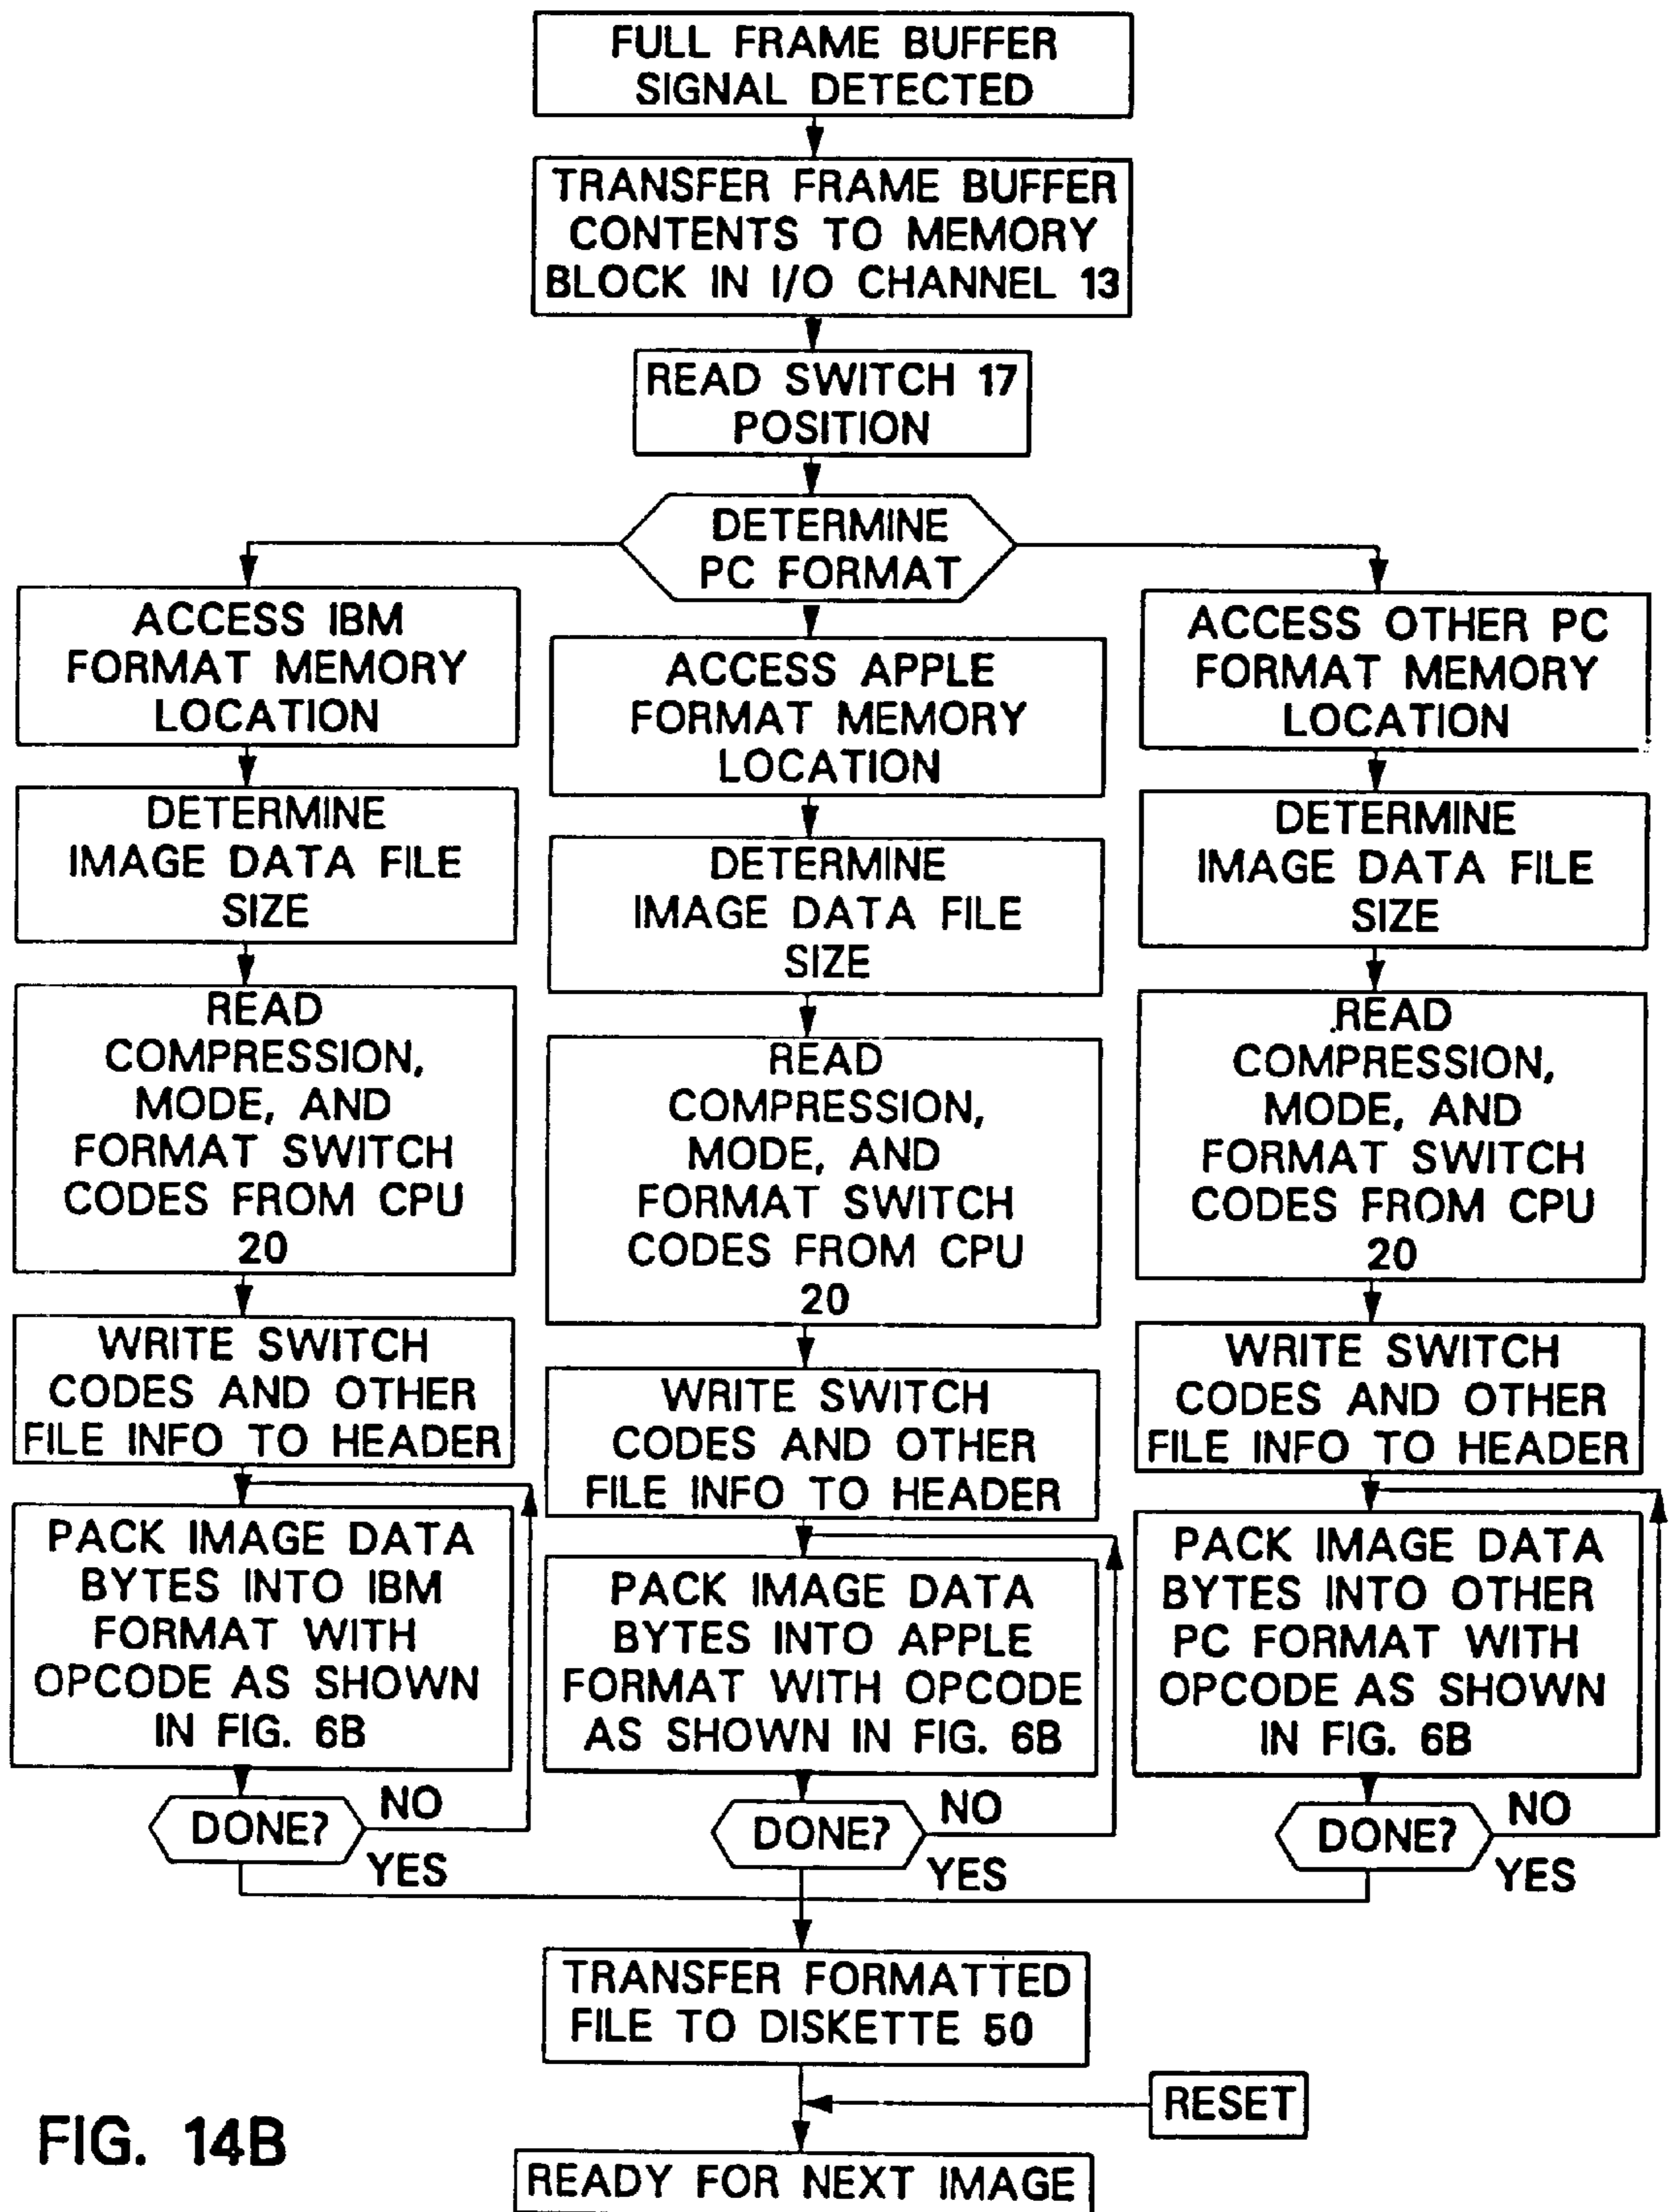 FULL FRAME BUFFER
SIGNAL DETECTED
TRANSFER FRAME BUFFER
CONTENTS TO MEMORY
BLOCK IN I/O CHANNEL 13
READ SWITCH 17
POSITION
DETERMINE
PC FORMAT
ACCESS IBM
FORMAT MEMORY
LOCATION
DETERMINE
IMAGE DATA FILE
SIZE
READ
COMPRESSION,
MODE, AND
FORMAT SWITCH
CODES FROM CPU
20
WRITE SWITCH
CODES AND OTHER
FILE INFO TO HEADER
PACK IMAGE DATA
BYTES INTO IBM
FORMAT WITH
OPCODE AS SHOWN
IN FIG. 6B
DONE?
NO
YES
ACCESS APPLE
FORMAT MEMORY
LOCATION
DETERMINE
IMAGE DATA FILE
SIZE
READ
COMPRESSION,
MODE, AND
FORMAT SWITCH
CODES FROM CPU
20
WRITE SWITCH
CODES AND OTHER
FILE INFO TO HEADER
PACK IMAGE DATA
BYTES INTO APPLE
FORMAT WITH OPCODE
AS SHOWN IN FIG. 6B
DONE?
NO
YES
ACCESS OTHER PC
FORMAT MEMORY
LOCATION
DETERMINE
IMAGE DATA FILE
SIZE
READ
COMPRESSION,
MODE, AND
FORMAT SWITCH
CODES FROM CPU
20
WRITE SWITCH
CODES AND OTHER
FILE INFO TO HEADER
PACK IMAGE DATA
BYTES INTO OTHER
PC FORMAT WITH
OPCODE AS SHOWN
IN FIG. 6B
DONE?
NO
YES
TRANSFER FORMATTED
FILE TO DISKETTE 50
RESET
READY FOR NEXT IMAGE
FIG. 14B